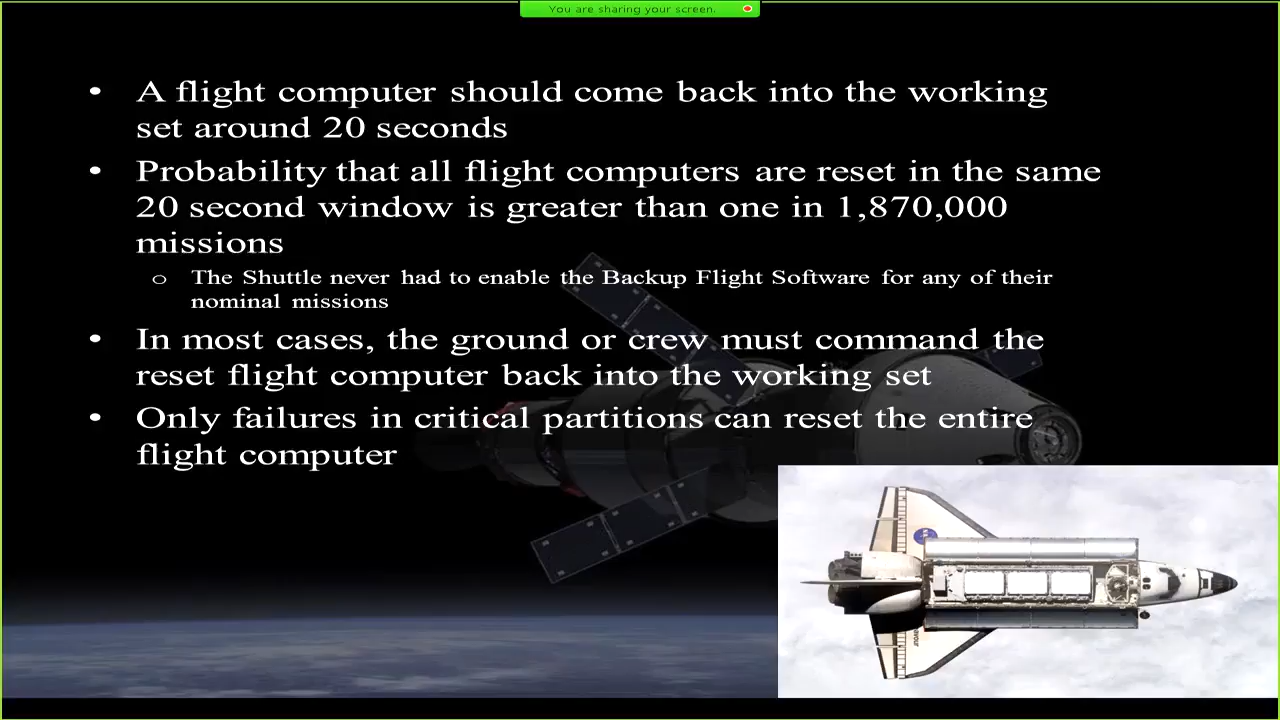 You are sharing your screen.
• A flight computer should come back into the working
set around 20 seconds
• Probability that all flight computers are reset in the same
20 second window is greater than one in 1,870,000
missions
o The Shuttle never had to enable the Backup Flight Software for any of their
nominal missions
• In most cases, the ground or crew must command the
reset flight computer back into the working set
• Only failures in critical partitions can reset the entire
flight computer